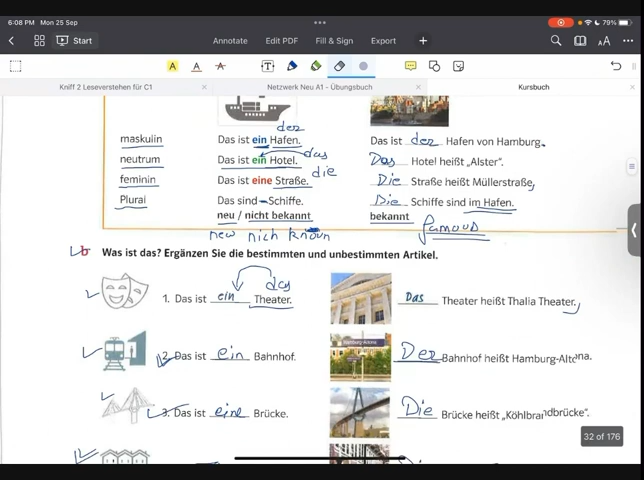 6:08 PM Mon 25 Sep
79%
Start
Annotate Edit PDF Fill & Sign Export
Kniff 2 Leseverstehen für C1
Netzwerk Neu A1 - Übungsbuch
Kursbuch
der
maskulin Das ist ein Hafen. Das ist der Hafen von Hamburg.
das
neutrum Das ist ein Hotel. Das Hotel heißt „Alster“.
die
feminin Das ist eine Straße. Die Straße heißt Müllerstraße,
Plural Das sind – Schiffe. Die Schiffe sind im Hafen.
neu / nicht bekannt bekannt famous
new nich known
b Was ist das? Ergänzen Sie die bestimmten und unbestimmten Artikel.
das
1. Das ist ein Theater. Das Theater heißt Thalia Theater.
2. Das ist ein Bahnhof. Der Bahnhof heißt Hamburg-Altona.
3. Das ist eine Brücke. Die Brücke heißt „Köhlbrandbrücke“.
32 of 176